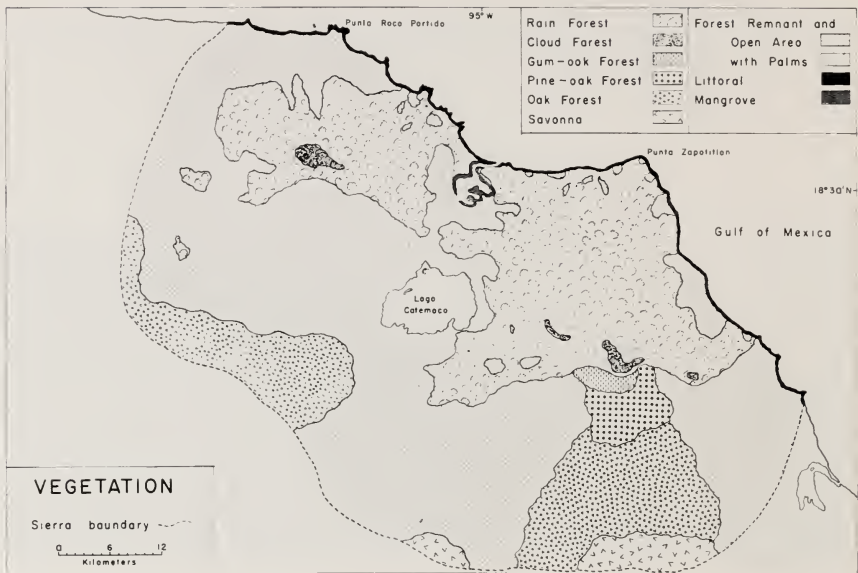 Punta Roca Partido
95° W
Rain Forest
Cloud Forest
Gum-oak Forest
Pine-oak Forest
Oak Forest
Savanna
Forest Remnant and
Open Area
with Palms
Littoral
Mangrove
Punta Zapotitlan
18°30'N
Gulf of Mexico
Lago
Catemaco
VEGETATION
Sierra boundary
0 6 12
Kilometers